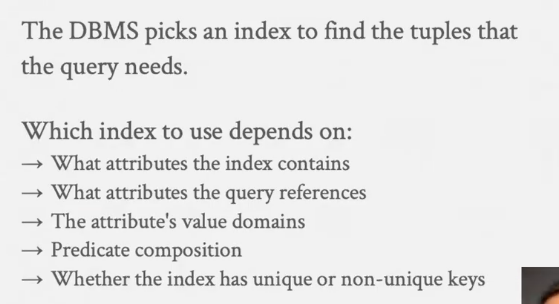 The DBMS picks an index to find the tuples that
the query needs.
Which index to use depends on:
→ What attributes the index contains
→ What attributes the query references
→ The attribute's value domains
→ Predicate composition
→ Whether the index has unique or non-unique keys